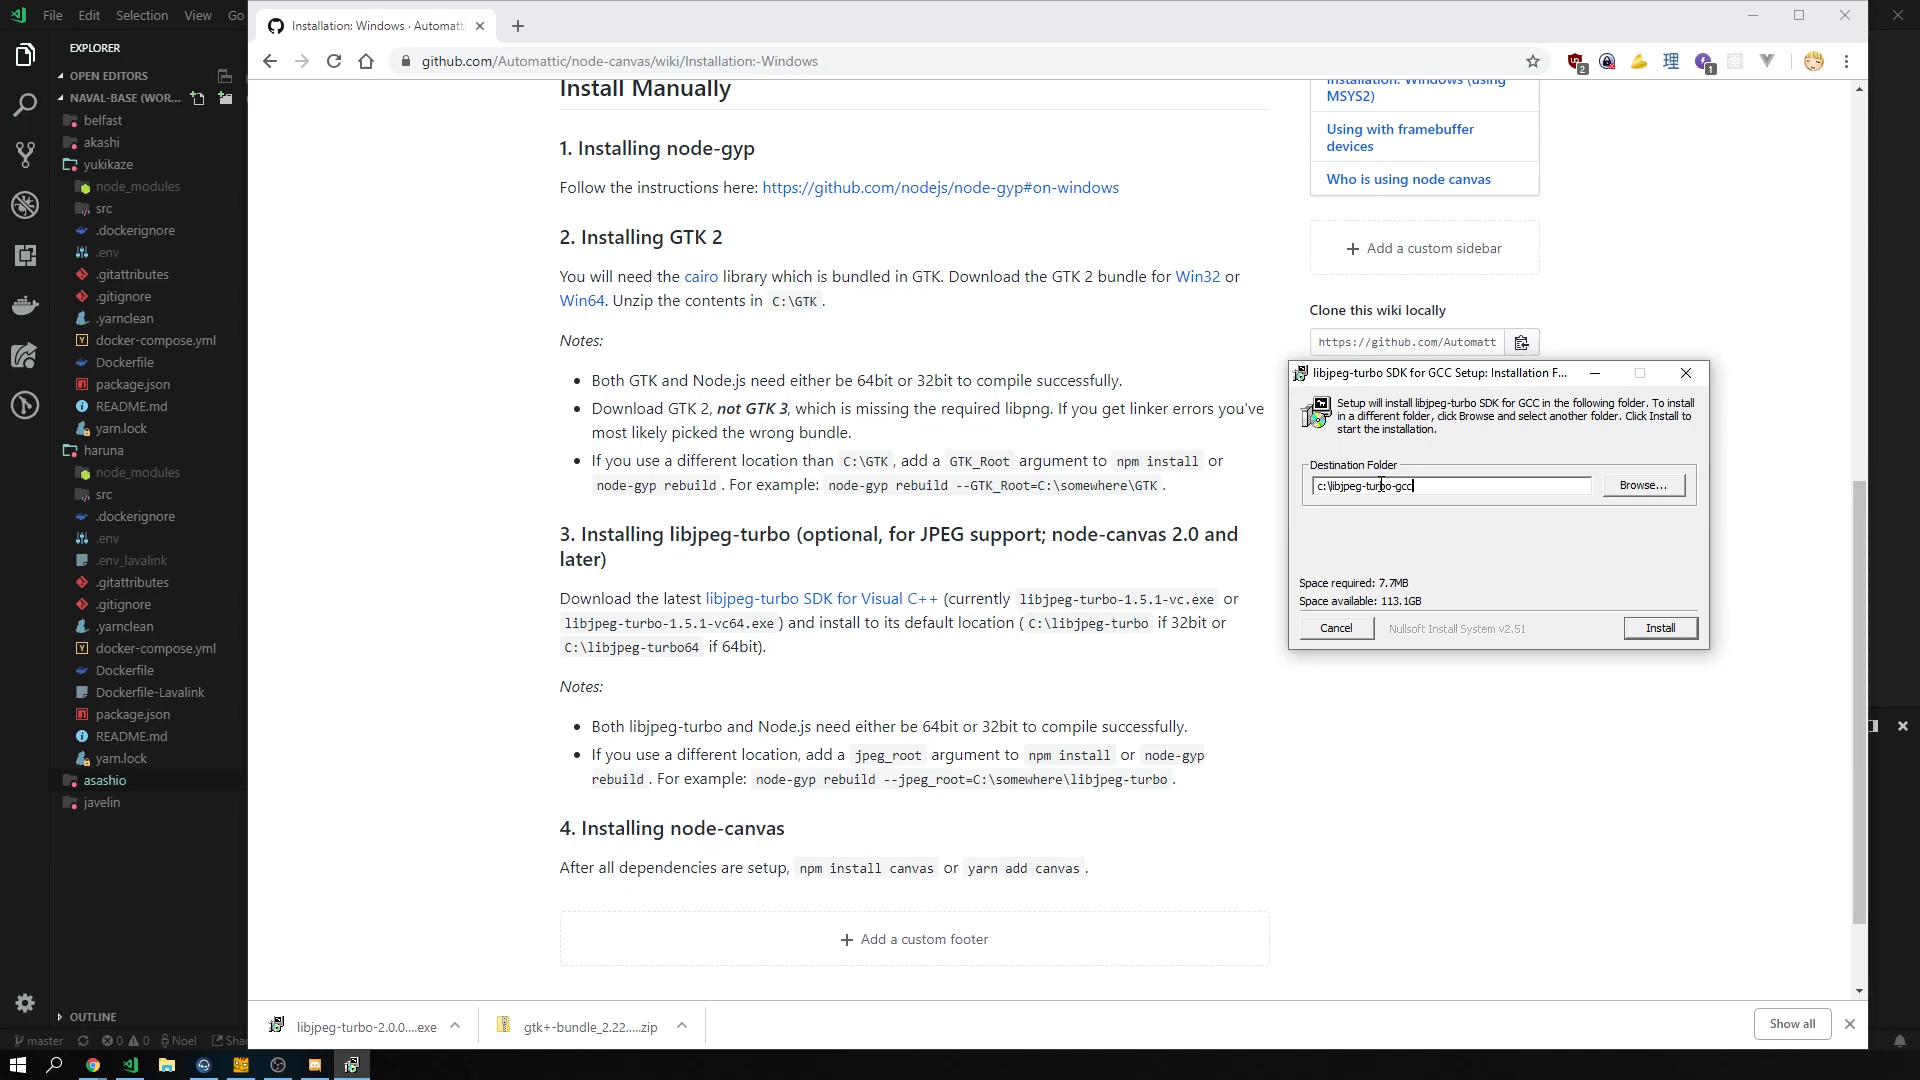 File Edit Selection View Go
EXPLORER
OPEN EDITORS
NAVAL-BASE (WOR...
belfast
akashi
yukikaze
node_modules
src
.dockerignore
.env
.gitattributes
.gitignore
.yarnclean
docker-compose.yml
Dockerfile
package.json
README.md
yarn.lock
haruna
node_modules
src
.dockerignore
.env
.env_lavalink
.gitattributes
.gitignore
.yarnclean
docker-compose.yml
Dockerfile
Dockerfile-Lavalink
package.json
README.md
yarn.lock
asashio
javelin
OUTLINE
master 0 0 Noel Shar
Installation: Windows · Automatt
github.com/Automattic/node-canvas/wiki/Installation:-Windows
2
理
1
Install Manually
1. Installing node-gyp
Follow the instructions here: https://github.com/nodejs/node-gyp#on-windows
2. Installing GTK 2
You will need the cairo library which is bundled in GTK. Download the GTK 2 bundle for Win32 or
Win64. Unzip the contents in C:\GTK.
Notes:
• Both GTK and Node.js need either be 64bit or 32bit to compile successfully.
• Download GTK 2, not GTK 3, which is missing the required libpng. If you get linker errors you've
most likely picked the wrong bundle.
• If you use a different location than C:\GTK, add a GTK_Root argument to npm install or
node-gyp rebuild. For example: node-gyp rebuild --GTK_Root=C:\somewhere\GTK.
3. Installing libjpeg-turbo (optional, for JPEG support; node-canvas 2.0 and
later)
Download the latest libjpeg-turbo SDK for Visual C++ (currently libjpeg-turbo-1.5.1-vc.exe or
libjpeg-turbo-1.5.1-vc64.exe) and install to its default location (C:\libjpeg-turbo if 32bit or
C:\libjpeg-turbo64 if 64bit).
Notes:
• Both libjpeg-turbo and Node.js need either be 64bit or 32bit to compile successfully.
• If you use a different location, add a jpeg_root argument to npm install or node-gyp
rebuild. For example: node-gyp rebuild --jpeg_root=C:\somewhere\libjpeg-turbo.
4. Installing node-canvas
After all dependencies are setup, npm install canvas or yarn add canvas.
+ Add a custom footer
Installation: Windows (using
MSYS2)
Using with framebuffer
devices
Who is using node canvas
+ Add a custom sidebar
Clone this wiki locally
https://github.com/Automatt
libjpeg-turbo SDK for GCC Setup: Installation F...
Setup will install libjpeg-turbo SDK for GCC in the following folder. To install
in a different folder, click Browse and select another folder. Click Install to
start the installation.
Destination Folder
c:\libjpeg-turbo-gcc
Browse...
Space required: 7.7MB
Space available: 113.1GB
Cancel
Nullsoft Install System v2.51
Install
libjpeg-turbo-2.0.0....exe
gtk+-bundle_2.22.....zip
Show all